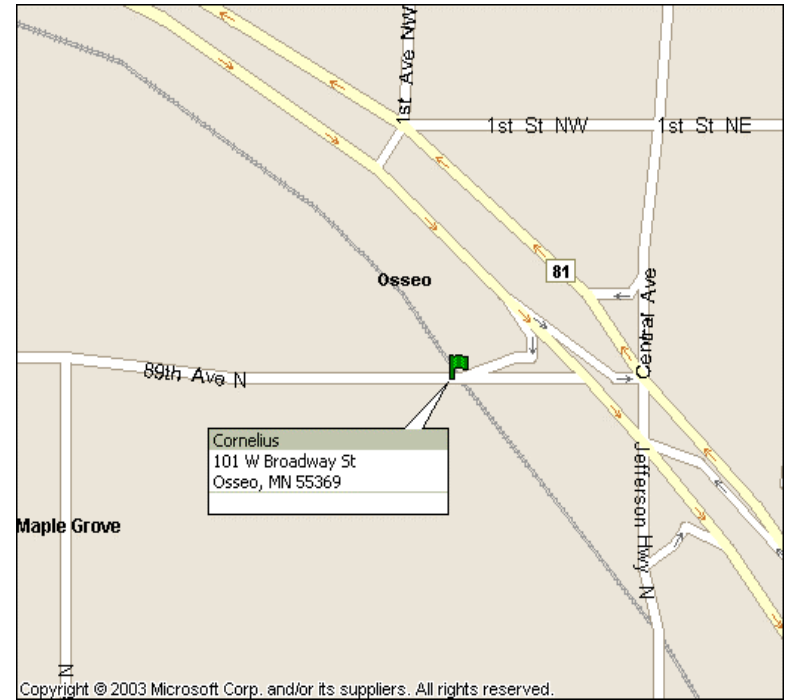 1st Ave NW
1st St NW
1st St NE
81
Osseo
Central Ave
89th Ave N
Cornelius
101 W Broadway St
Osseo, MN 55369
Jefferson Hwy N
Maple Grove
N
Copyright © 2003 Microsoft Corp. and/or its suppliers. All rights reserved.